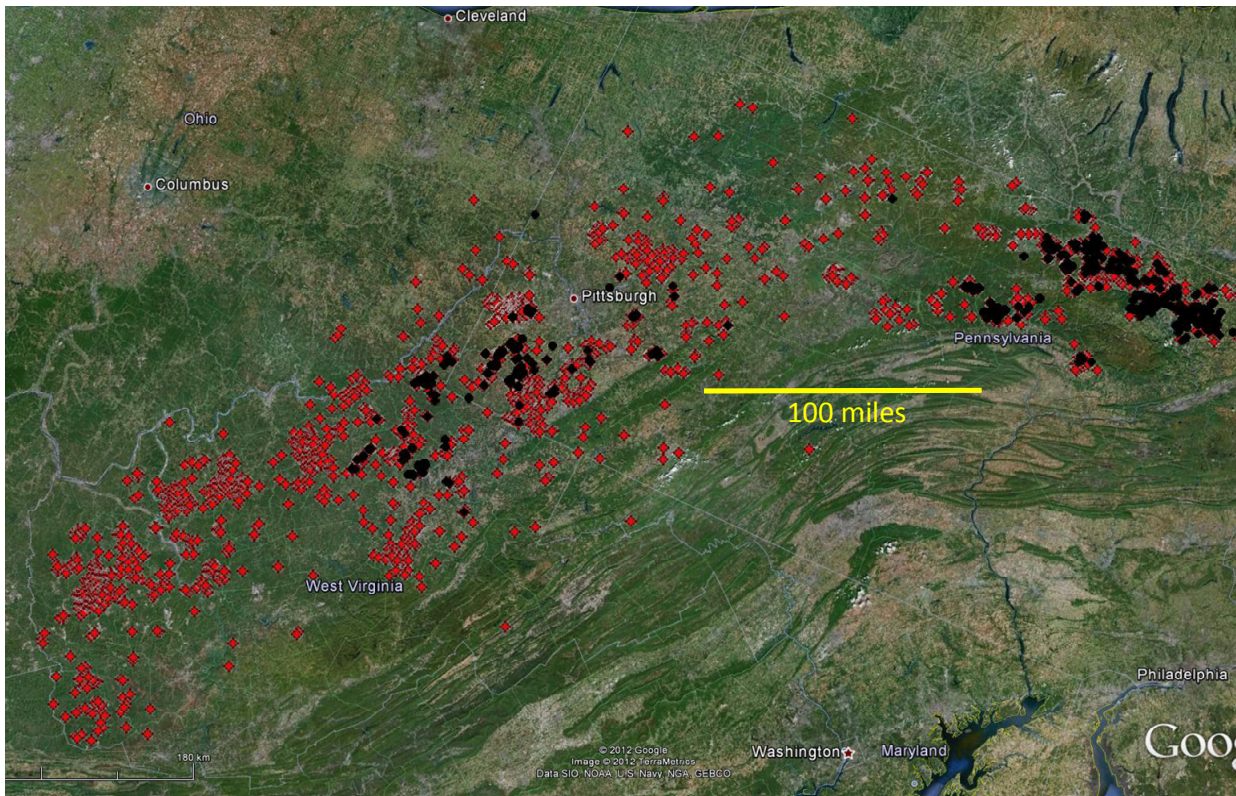 Cleveland
Ohio
Columbus
Pittsburgh
Pennsylvania
100 miles
West Virginia
Philadelphia
180 km
© 2012 Google
Image © 2012 TerraMetrics
Data SIO, NOAA, U.S. Navy, NGA, GEBCO
Washington
Maryland
Goog